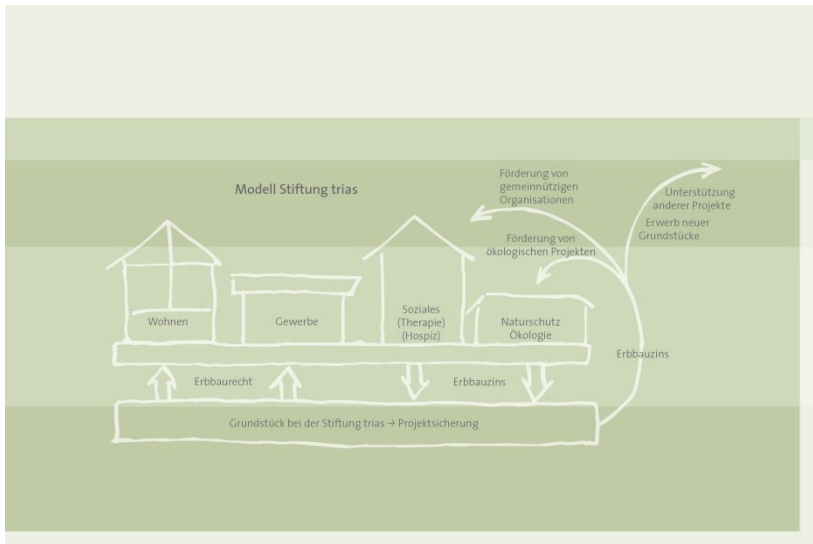 Modell Stiftung trias
Förderung von
gemeinnützigen
Organisationen
Unterstützung
anderer Projekte
Erwerb neuer
Grundstücke
Förderung von
ökologischen Projekten
Wohnen
Gewerbe
Soziales
(Therapie)
(Hospiz)
Naturschutz
Ökologie
Erbbauzins
Erbbaurecht
Erbbauzins
Grundstück bei der Stiftung trias → Projektsicherung